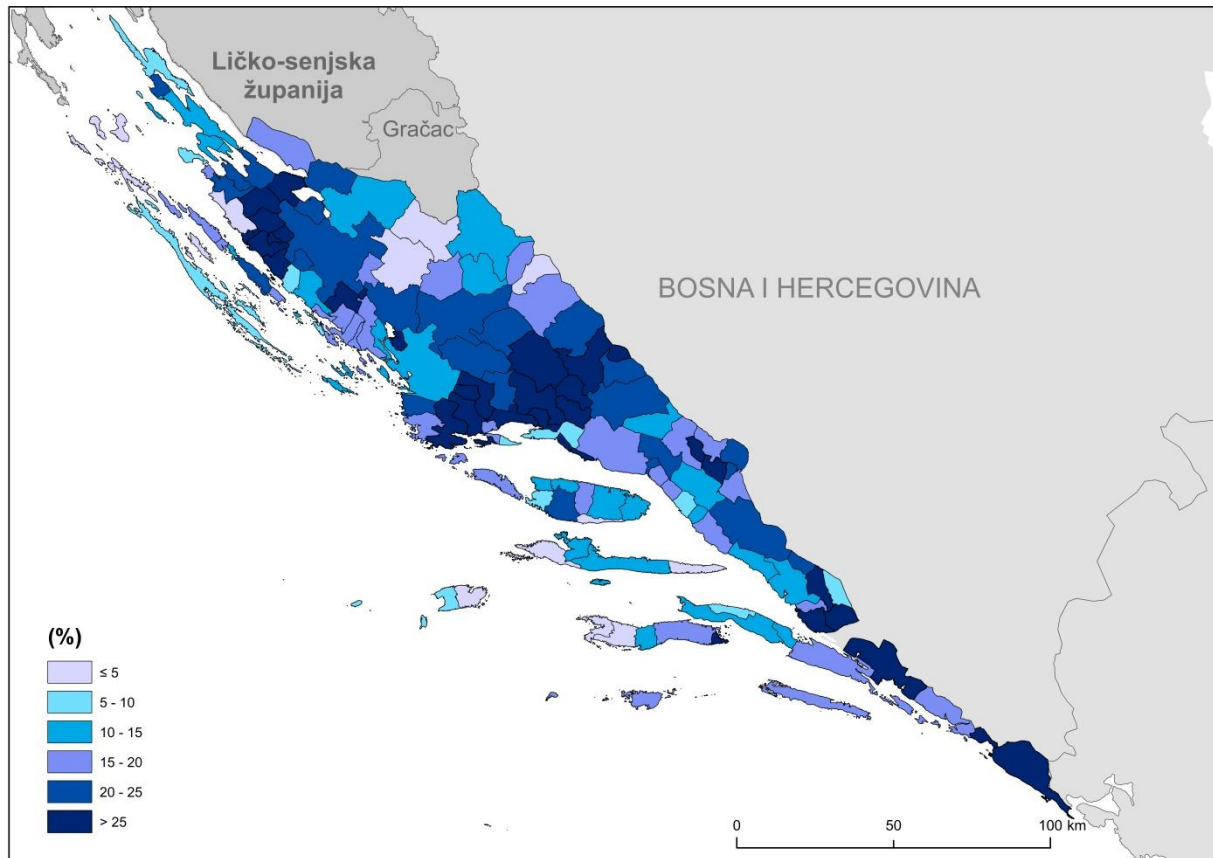 Ličko-senjska
županija
Gračac
BOSNA I HERCEGOVINA
(%)
≤ 5
5 - 10
10 - 15
15 - 20
20 - 25
> 25
0 50 100 km